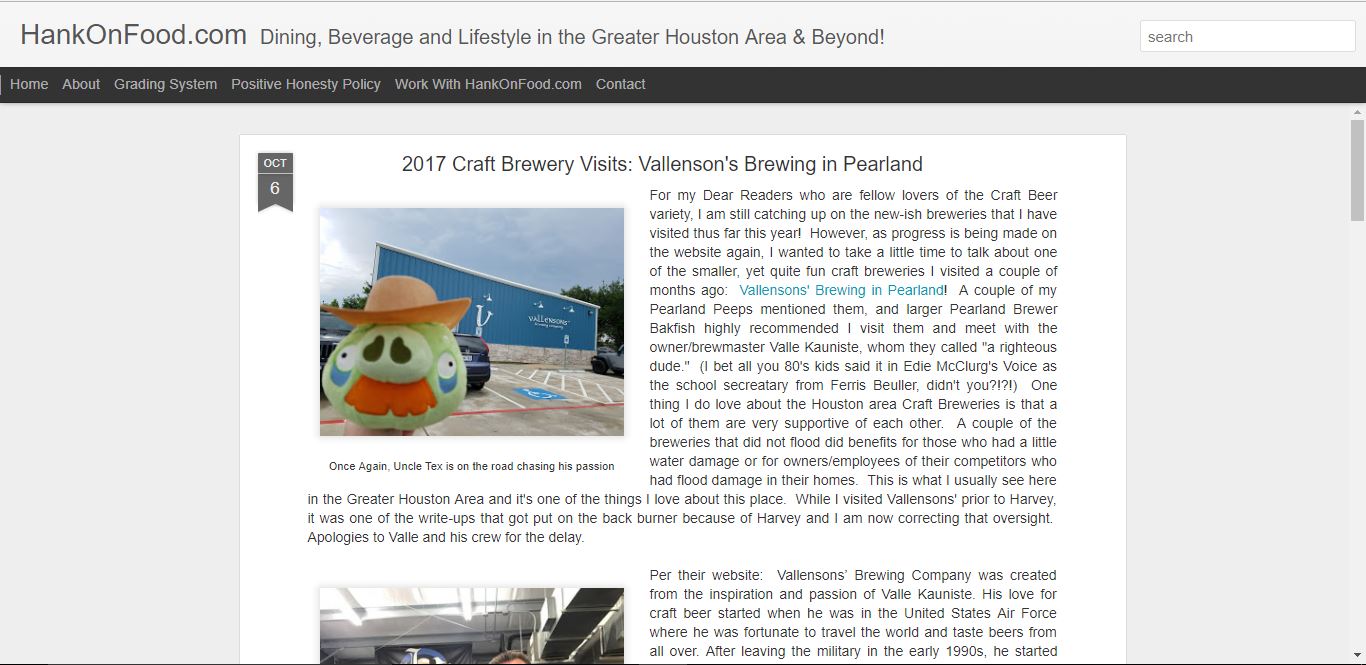 HankOnFood.com Dining, Beverage and Lifestyle in the Greater Houston Area & Beyond!
search
Home About Grading System Positive Honesty Policy Work With HankOnFood.com Contact
OCT
6
2017 Craft Brewery Visits: Vallenson's Brewing in Pearland
For my Dear Readers who are fellow lovers of the Craft Beer
variety, I am still catching up on the new-ish breweries that I have
visited thus far this year! However, as progress is being made on
the website again, I wanted to take a little time to talk about one
of the smaller, yet quite fun craft breweries I visited a couple of
months ago: Vallensons' Brewing in Pearland! A couple of my
Pearland Peeps mentioned them, and larger Pearland Brewer
Bakfish highly recommended I visit them and meet with the
owner/brewmaster Valle Kauniste, whom they called "a righteous
dude." (I bet all you 80's kids said it in Edie McClurg's Voice as
the school secreatary from Ferris Beuller, didn't you?!?!) One
thing I do love about the Houston area Craft Breweries is that a
lot of them are very supportive of each other. A couple of the
breweries that did not flood did benefits for those who had a little
water damage or for owners/employees of their competitors who
had flood damage in their homes. This is what I usually see here
in the Greater Houston Area and it's one of the things I love about this place. While I visited Vallensons' prior to Harvey,
it was one of the write-ups that got put on the back burner because of Harvey and I am now correcting that oversight.
Apologies to Valle and his crew for the delay.
vallensons'
Once Again, Uncle Tex is on the road chasing his passion
Per their website: Vallensons’ Brewing Company was created
from the inspiration and passion of Valle Kauniste. His love for
craft beer started when he was in the United States Air Force
where he was fortunate to travel the world and taste beers from
all over. After leaving the military in the early 1990s, he started